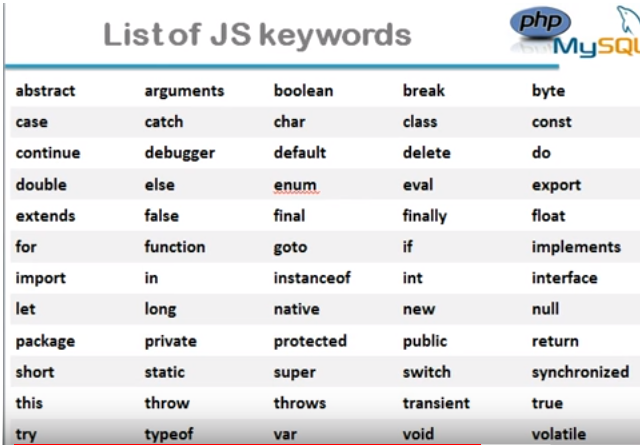 List of JS keywords
php
MySQL
abstract arguments boolean break byte
case catch char class const
continue debugger default delete do
double else enum eval export
extends false final finally float
for function goto if implements
import in instanceof int interface
let long native new null
package private protected public return
short static super switch synchronized
this throw throws transient true
try typeof var void volatile